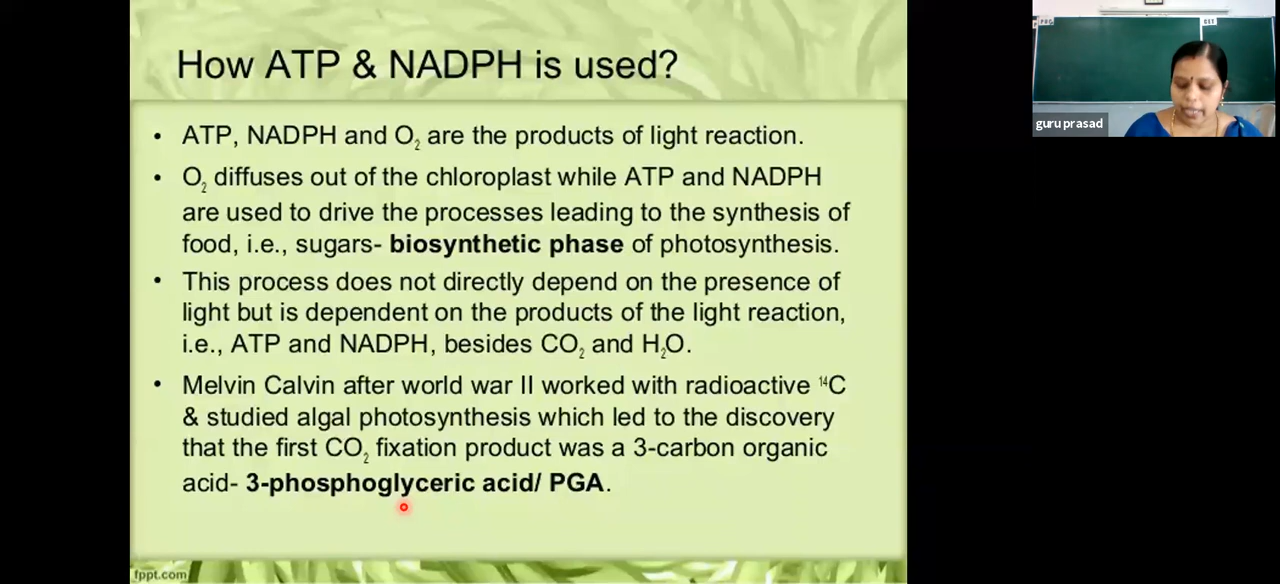 How ATP & NADPH is used?
• ATP, NADPH and O₂ are the products of light reaction.
• O₂ diffuses out of the chloroplast while ATP and NADPH
are used to drive the processes leading to the synthesis of
food, i.e., sugars- biosynthetic phase of photosynthesis.
• This process does not directly depend on the presence of
light but is dependent on the products of the light reaction,
i.e., ATP and NADPH, besides CO₂ and H₂O.
• Melvin Calvin after world war II worked with radioactive ¹⁴C
& studied algal photosynthesis which led to the discovery
that the first CO₂ fixation product was a 3-carbon organic
acid- 3-phosphoglyceric acid/ PGA.
fppt.com
guru prasad